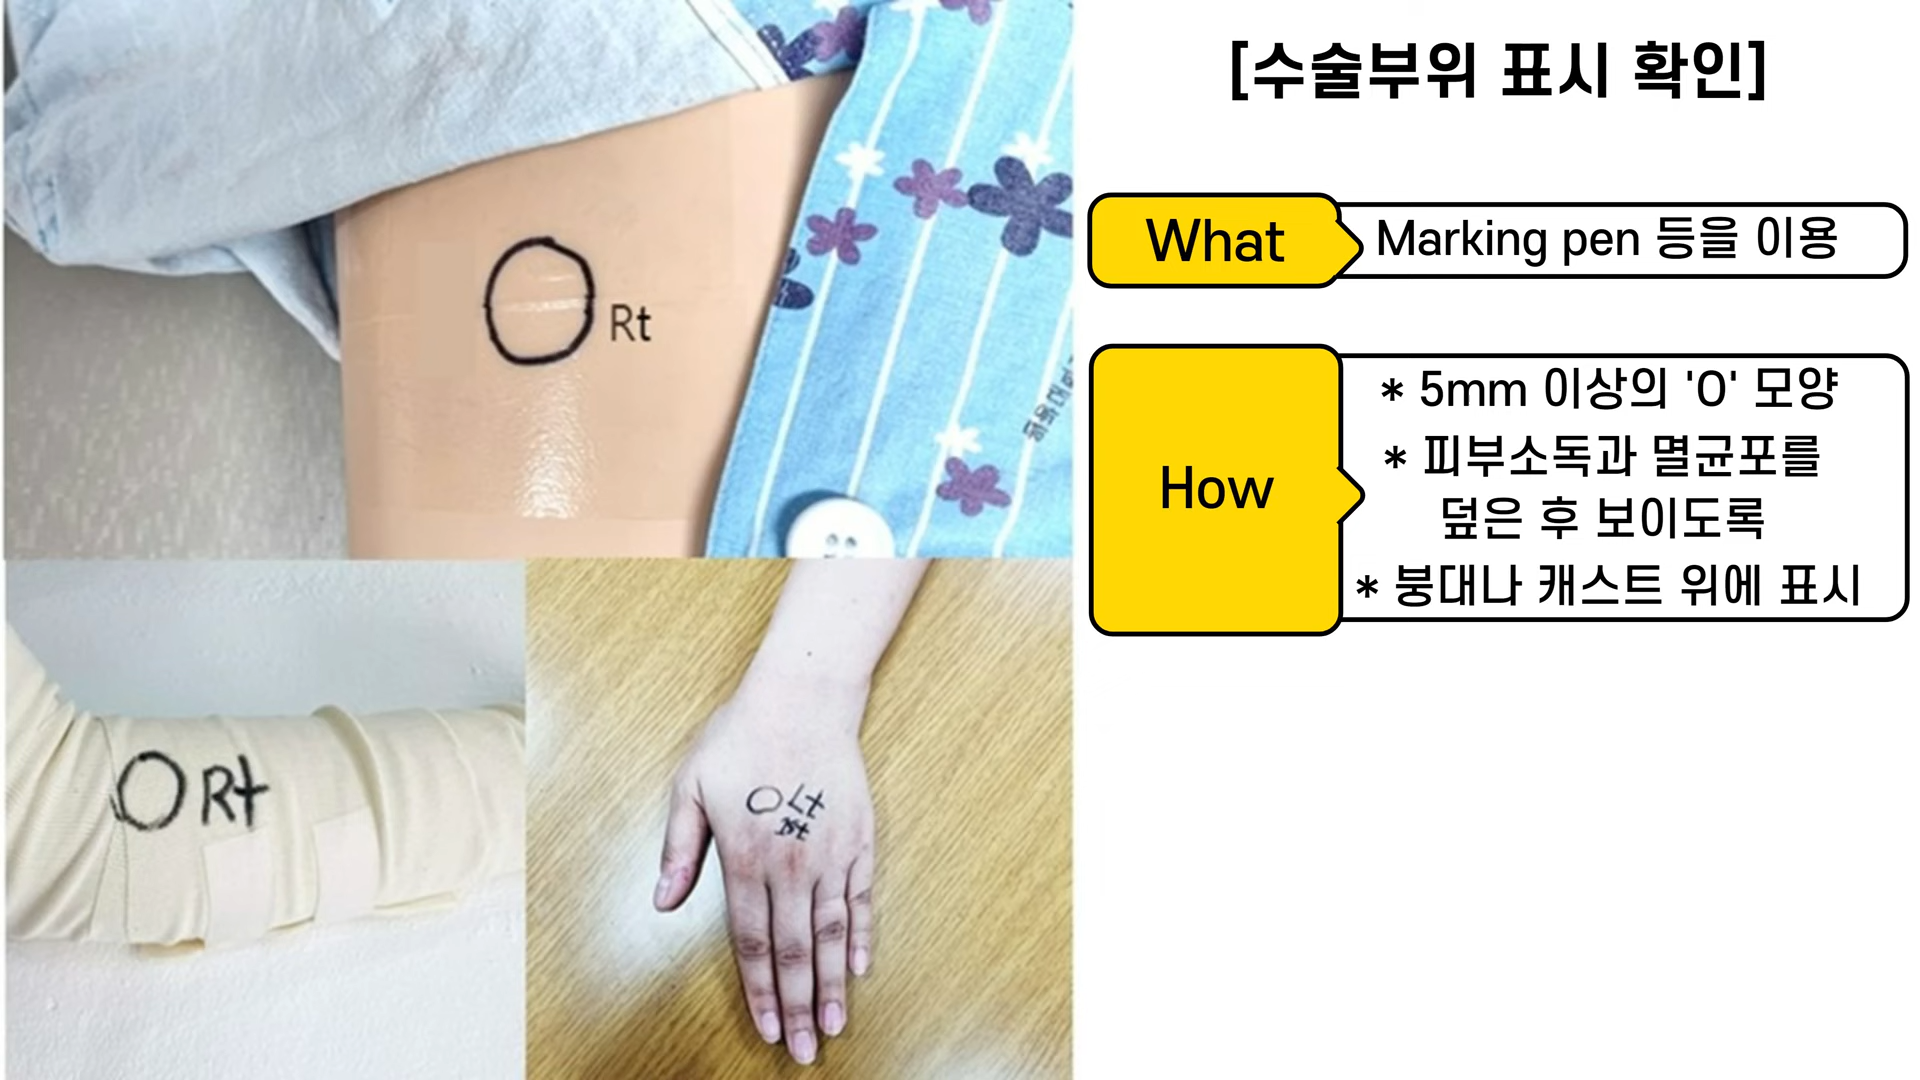 [수술부위 표시 확인]
What
Marking pen 등을 이용
How
* 5mm 이상의 'O' 모양
* 피부소독과 멸균포를
덮은 후 보이도록
* 붕대나 캐스트 위에 표시
O Rt
O Rt
O Lt